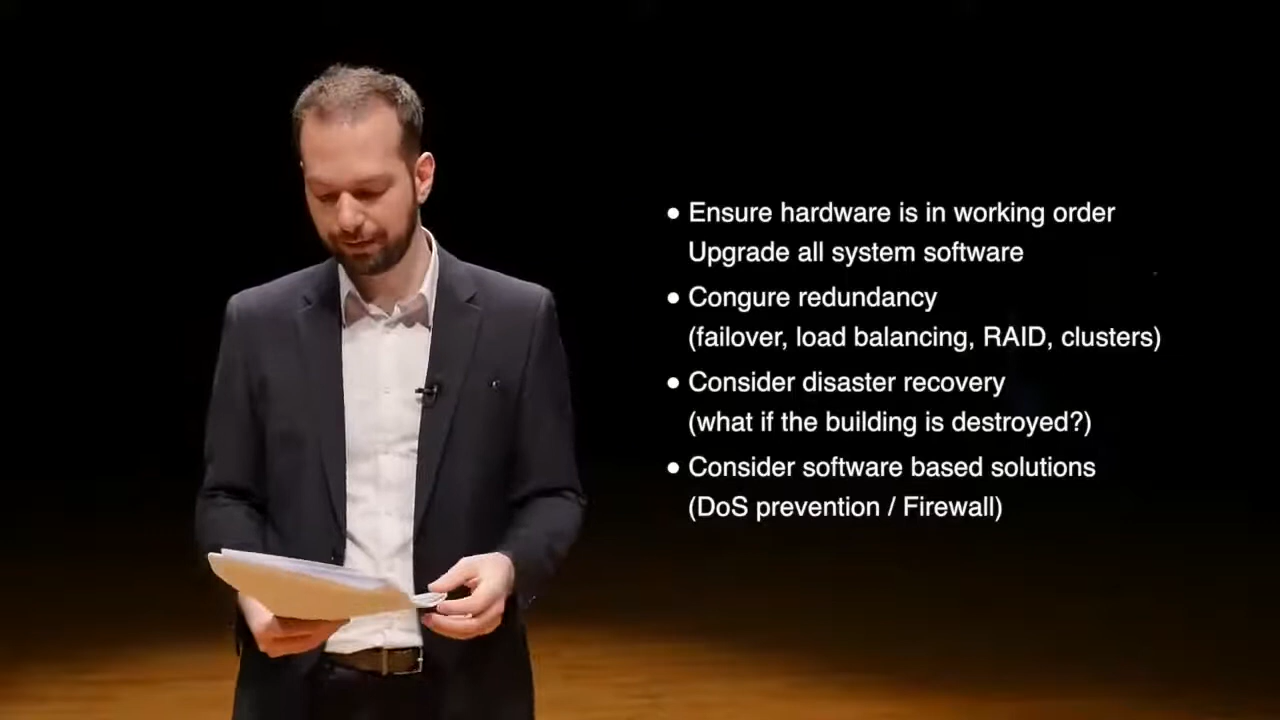 ● Ensure hardware is in working order
Upgrade all system software
● Congure redundancy
(failover, load balancing, RAID, clusters)
● Consider disaster recovery
(what if the building is destroyed?)
● Consider software based solutions
(DoS prevention / Firewall)